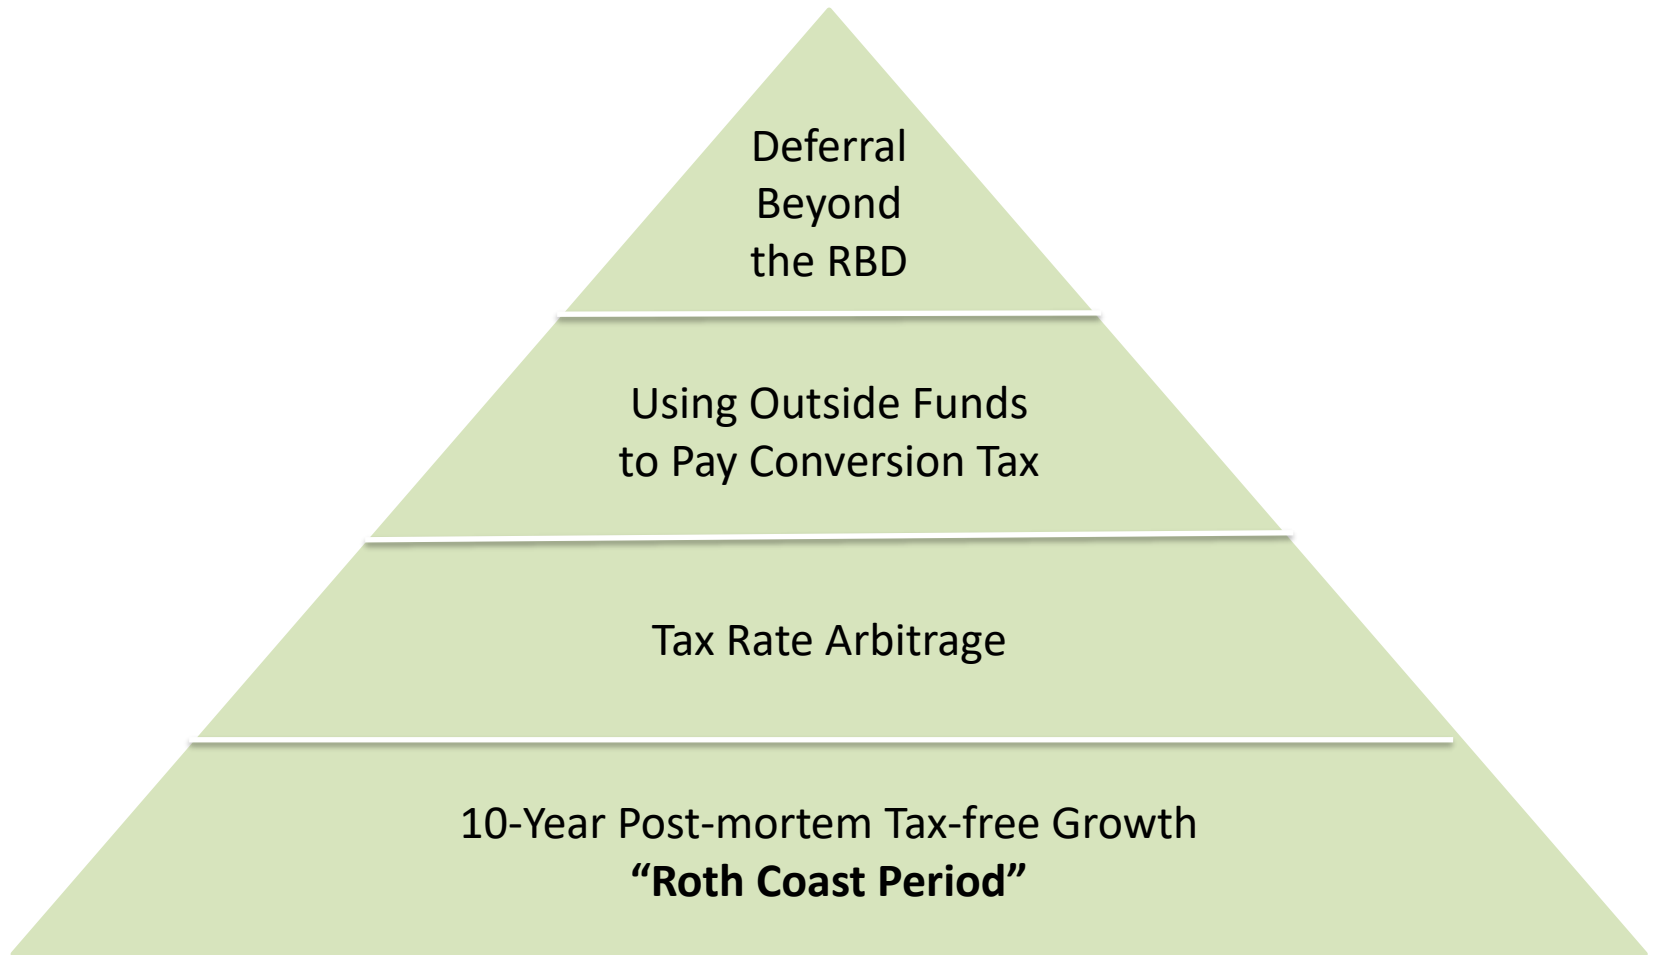 Deferral
Beyond
the RBD
Using Outside Funds
to Pay Conversion Tax
Tax Rate Arbitrage
10-Year Post-mortem Tax-free Growth
“Roth Coast Period”